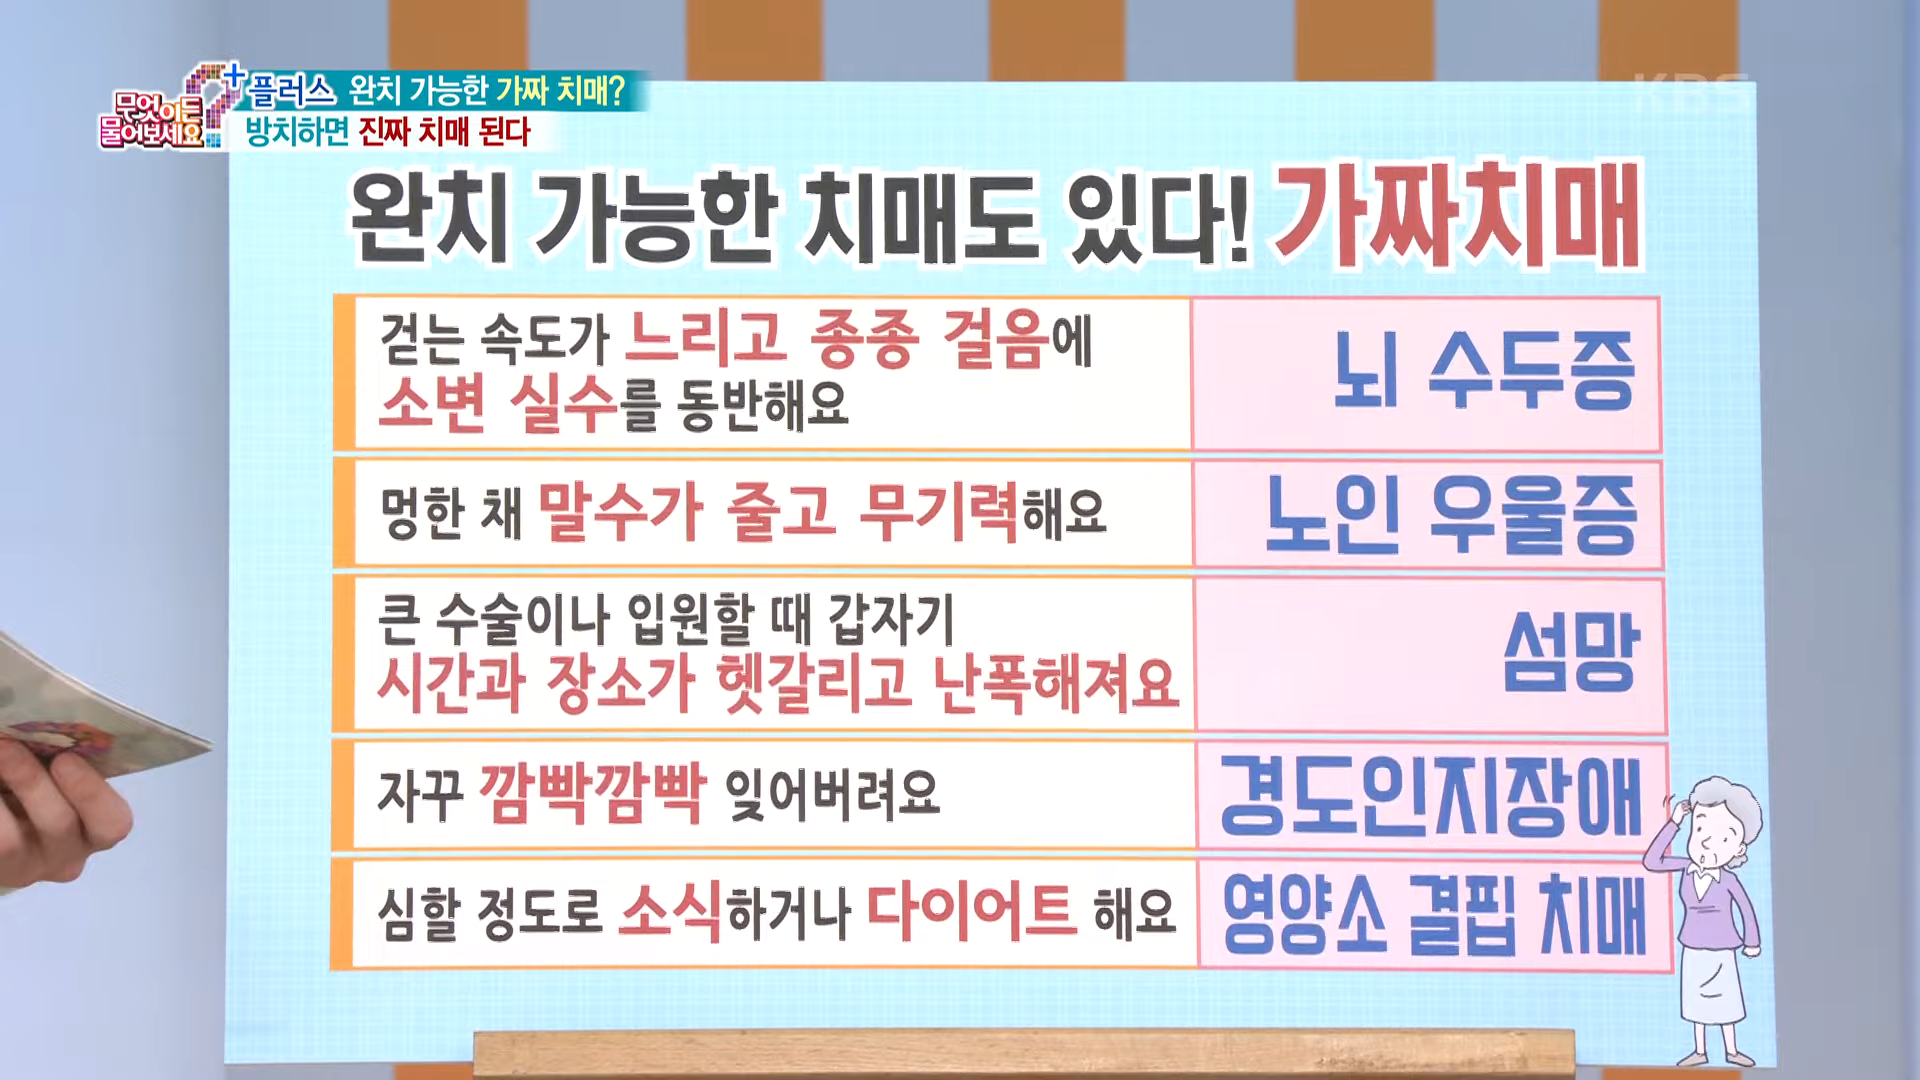 KBS
무엇이든
물어보세요
플러스 완치 가능한 가짜 치매?
방치하면 진짜 치매 된다
완치 가능한 치매도 있다! 가짜치매
걷는 속도가 느리고 종종 걸음에
소변 실수를 동반해요
뇌 수두증
멍한 채 말수가 줄고 무기력해요
노인 우울증
큰 수술이나 입원할 때 갑자기
시간과 장소가 헷갈리고 난폭해져요
섬망
자꾸 깜빡깜빡 잊어버려요
경도인지장애
심할 정도로 소식하거나 다이어트 해요
영양소 결핍 치매